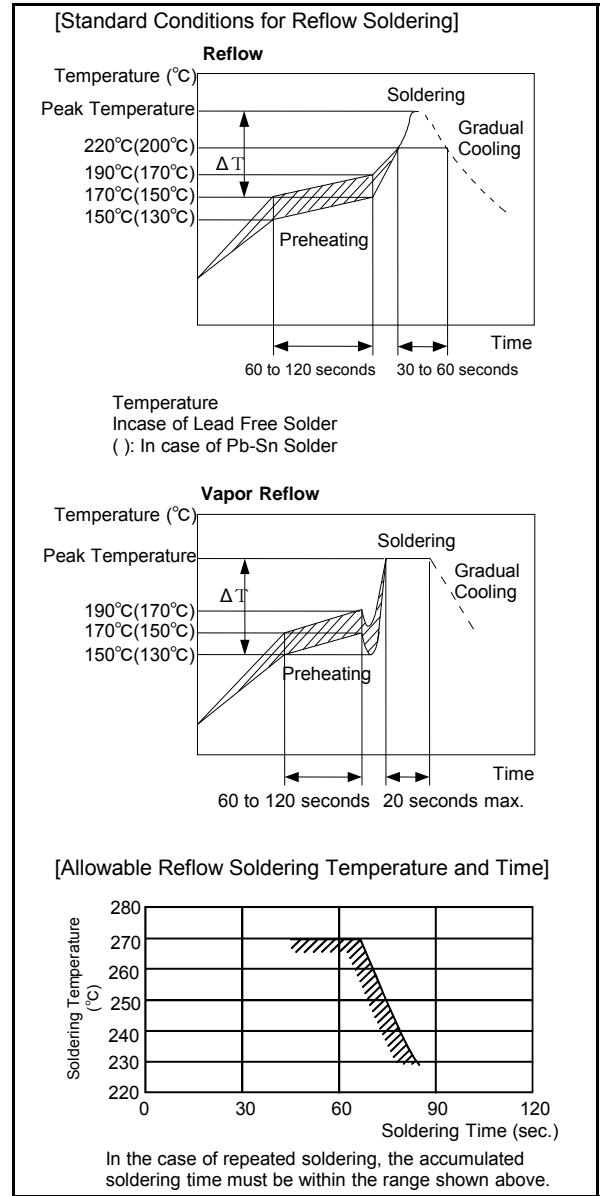 [Standard Conditions for Reflow Soldering]
Reflow
Temperature (°C)
Peak Temperature
Soldering
Gradual
Cooling
220°C(200°C)
ΔT
190°C(170°C)
170°C(150°C)
150°C(130°C)
Preheating
Time
60 to 120 seconds
30 to 60 seconds
Temperature
Incase of Lead Free Solder
( ): In case of Pb-Sn Solder
Vapor Reflow
Temperature (°C)
Soldering
Peak Temperature
Gradual
Cooling
ΔT
190°C(170°C)
170°C(150°C)
150°C(130°C)
Preheating
Time
60 to 120 seconds
20 seconds max.
[Allowable Reflow Soldering Temperature and Time]
Soldering Temperature
(°C)
280
270
260
250
240
230
220
0
30
60
90
120
Soldering Time (sec.)
In the case of repeated soldering, the accumulated
soldering time must be within the range shown above.